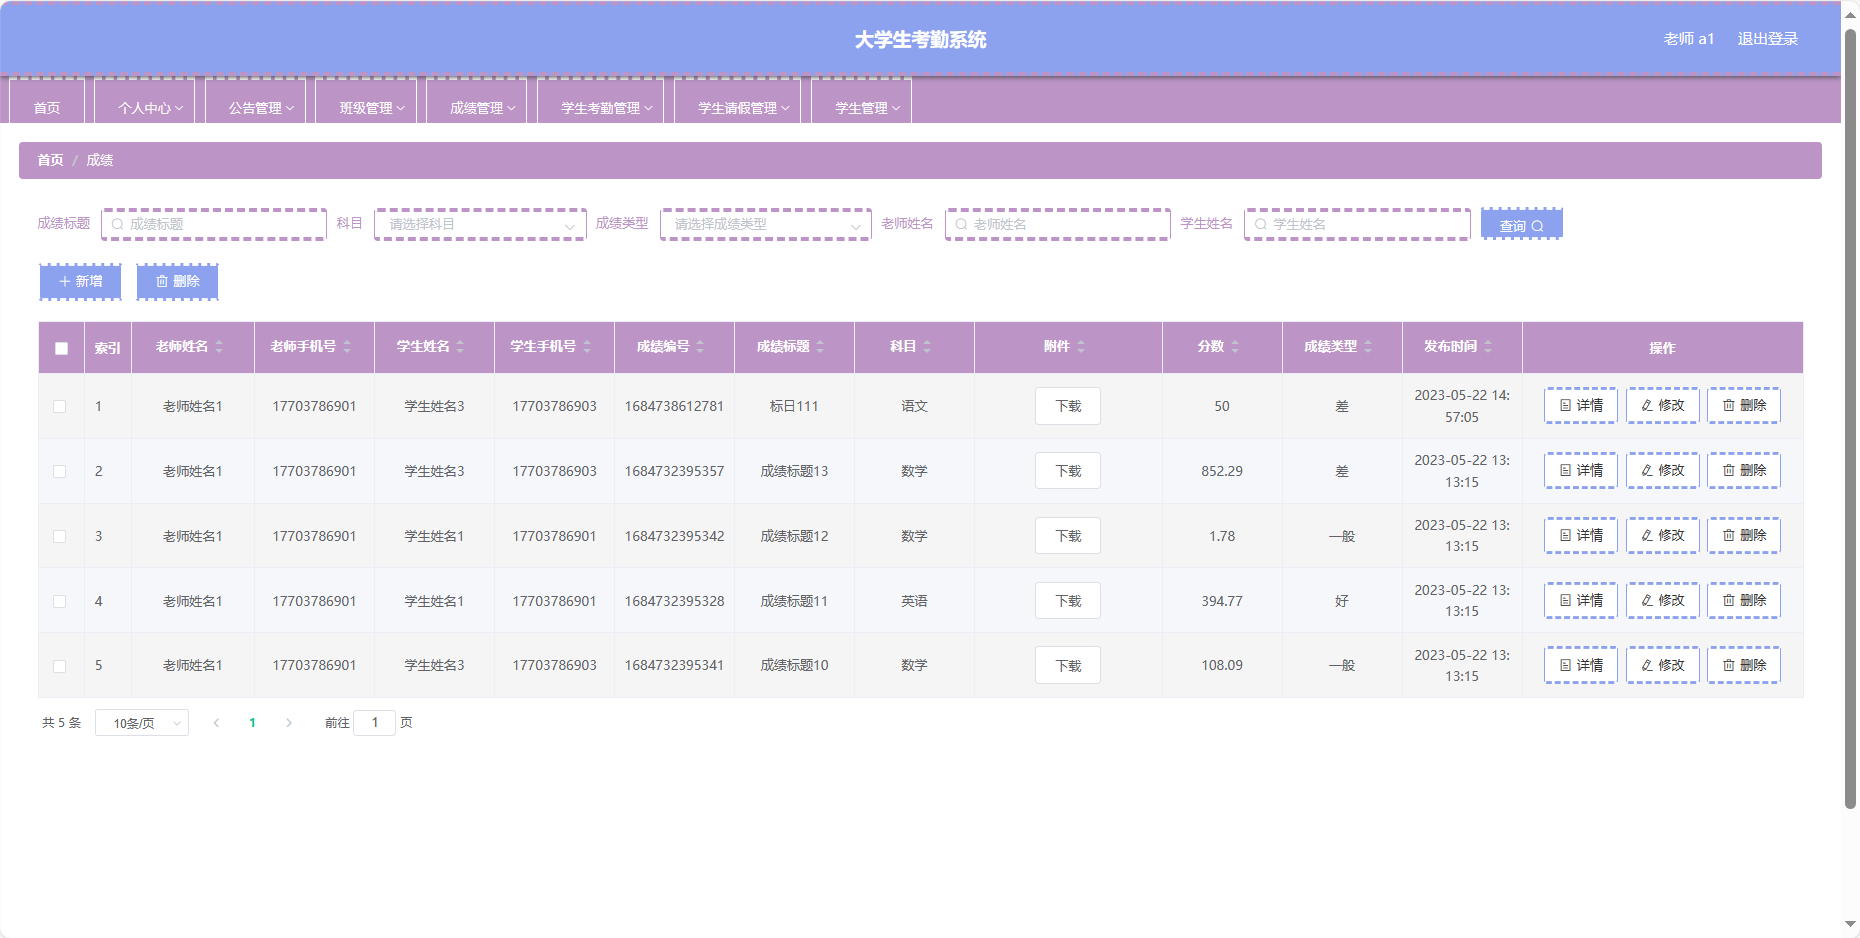 大学生考勤系统
老师 a1 退出登录
首页 个人中心 公告管理 班级管理 成绩管理 学生考勤管理 学生请假管理 学生管理
首页 / 成绩
成绩标题 成绩标题 科目 请选择科目 成绩类型 请选择成绩类型 老师姓名 老师姓名 学生姓名 学生姓名 查询
新增 删除
索引 老师姓名 老师手机号 学生姓名 学生手机号 成绩编号 成绩标题 科目 附件 分数 成绩类型 发布时间 操作
1 老师姓名1 17703786901 学生姓名3 17703786903 1684738612781 标日111 语文 下载 50 差 2023-05-22 14:57:05 详情 修改 删除
2 老师姓名1 17703786901 学生姓名3 17703786903 1684732395357 成绩标题13 数学 下载 852.29 差 2023-05-22 13:13:15 详情 修改 删除
3 老师姓名1 17703786901 学生姓名1 17703786901 1684732395342 成绩标题12 数学 下载 1.78 一般 2023-05-22 13:13:15 详情 修改 删除
4 老师姓名1 17703786901 学生姓名1 17703786901 1684732395328 成绩标题11 英语 下载 394.77 好 2023-05-22 13:13:15 详情 修改 删除
5 老师姓名1 17703786901 学生姓名3 17703786903 1684732395341 成绩标题10 数学 下载 108.09 一般 2023-05-22 13:13:15 详情 修改 删除
共 5 条 10条/页 1 前往 1 页